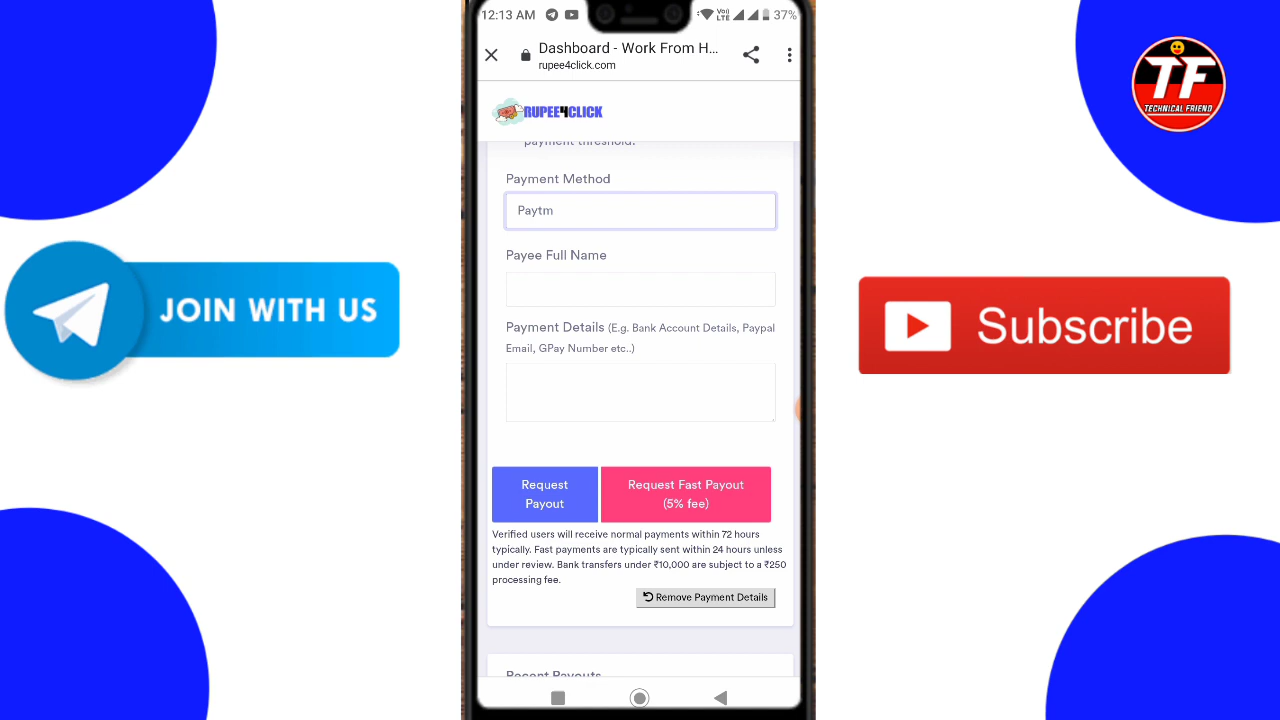 12:13 AM
Vo)
LTE
37%
Dashboard - Work From H...
rupee4click.com
RUPEE4CLICK
payment threshold.
Payment Method
Paytm
Payee Full Name
Payment Details (E.g. Bank Account Details, Paypal
Email, GPay Number etc..)
Request
Payout
Request Fast Payout
(5% fee)
Verified users will receive normal payments within 72 hours
typically. Fast payments are typically sent within 24 hours unless
under review. Bank transfers under ₹10,000 are subject to a ₹250
processing fee.
Remove Payment Details
Recent Payouts
JOIN WITH US
Subscribe
TF
TECHNICAL FRIEND